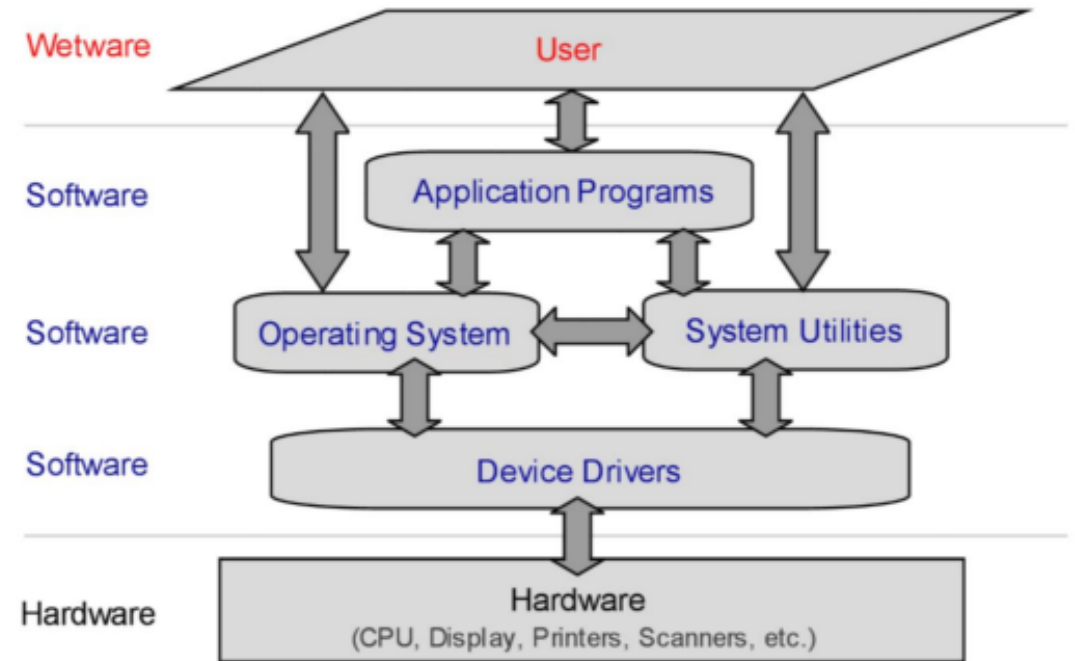 Wetware
User
Software
Application Programs
Software
Operating System
System Utilities
Software
Device Drivers
Hardware
Hardware
(CPU, Display, Printers, Scanners, etc.)